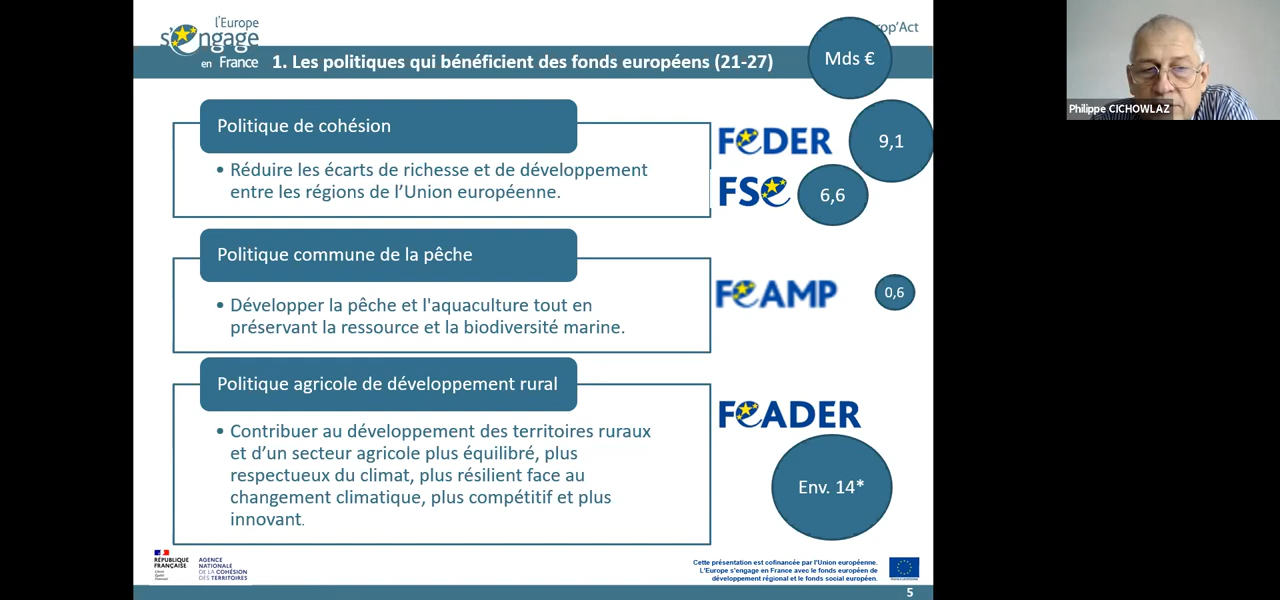 l'Europe
s'engage
en France
op'Act
1. Les politiques qui bénéficient des fonds européens (21-27)
Mds €
Philippe CICHOWLAZ
Politique de cohésion
• Réduire les écarts de richesse et de développement
entre les régions de l'Union européenne.
FEDER
9,1
FSe
6,6
Politique commune de la pêche
• Développer la pêche et l'aquaculture tout en
préservant la ressource et la biodiversité marine.
FEAMP
0,6
Politique agricole de développement rural
• Contribuer au développement des territoires ruraux
et d'un secteur agricole plus équilibré, plus
respectueux du climat, plus résilient face au
changement climatique, plus compétitif et plus
innovant.
FEADER
Env. 14*
RÉPUBLIQUE
FRANÇAISE
AGENCE
NATIONALE
DE LA COHÉSION
DES TERRITOIRES
Cette présentation est cofinancée par l'Union européenne.
L'Europe s'engage en France avec le fonds européen de
développement régional et le fonds social européen.
5